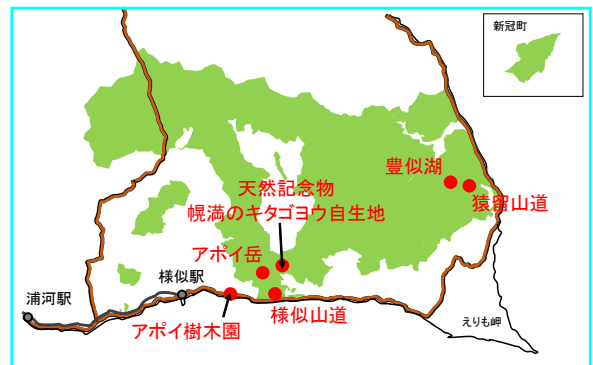 新冠町
豊似湖
猿留山道
天然記念物
幌満のキタゴヨウ自生地
アポイ岳
様似駅
浦河駅
アポイ樹木園
様似山道
えりも岬